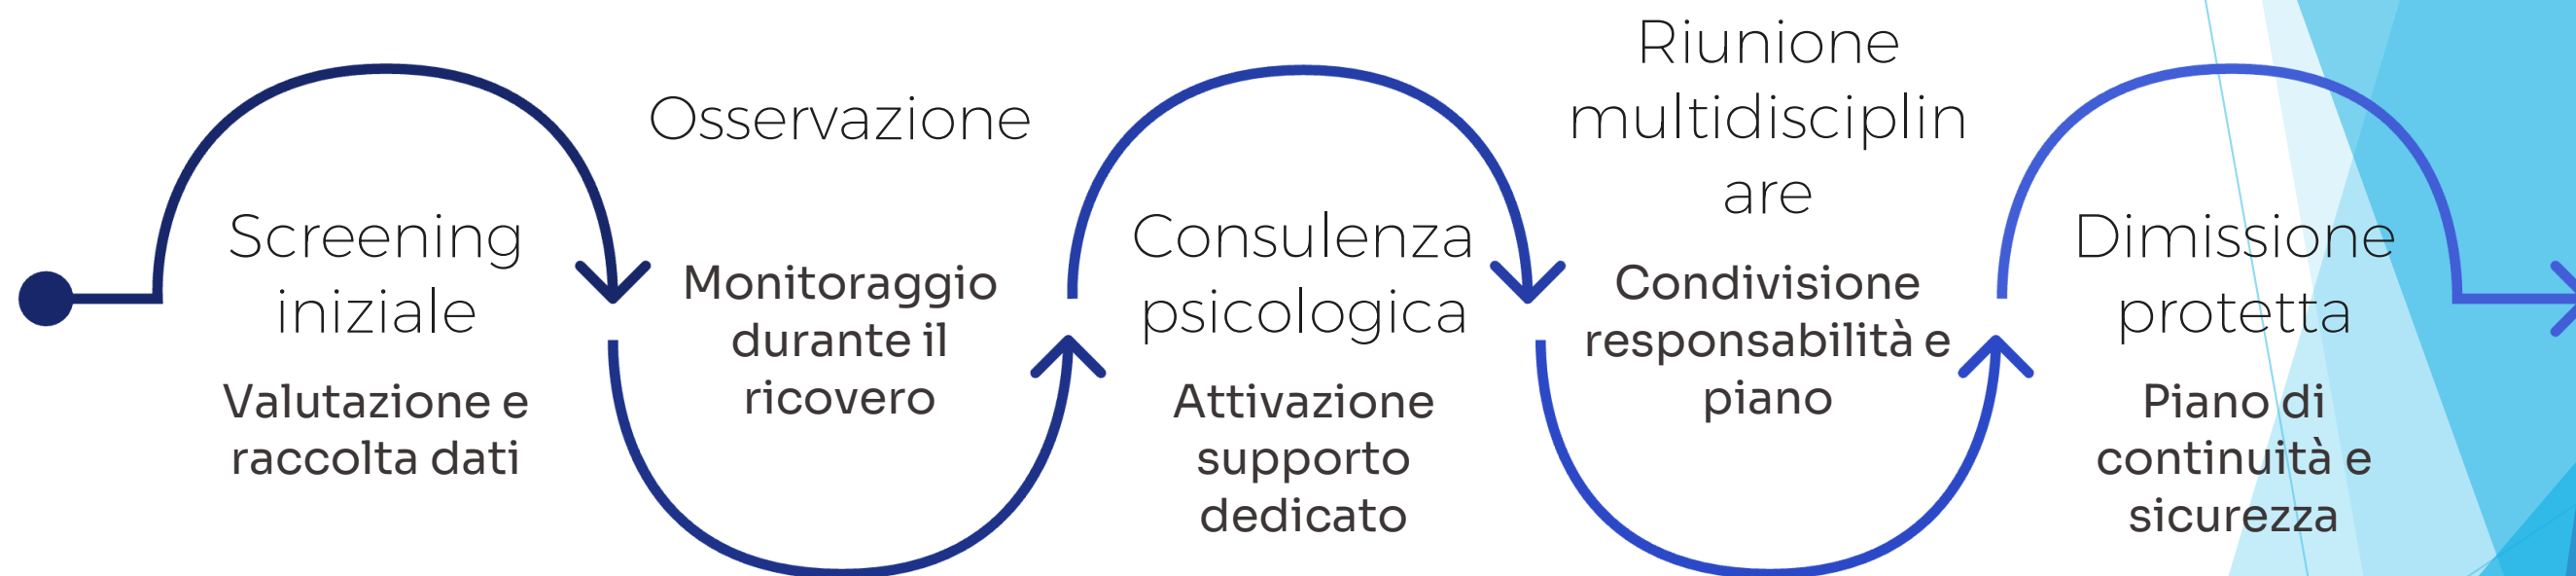 Screening
iniziale
Valutazione e
raccolta dati
Osservazione
Monitoraggio
durante il
ricovero
Consulenza
psicologica
Attivazione
supporto
dedicato
Riunione
multidisciplin
are
Condivisione
responsabilità e
piano
Dimissione
protetta
Piano di
continuità e
sicurezza